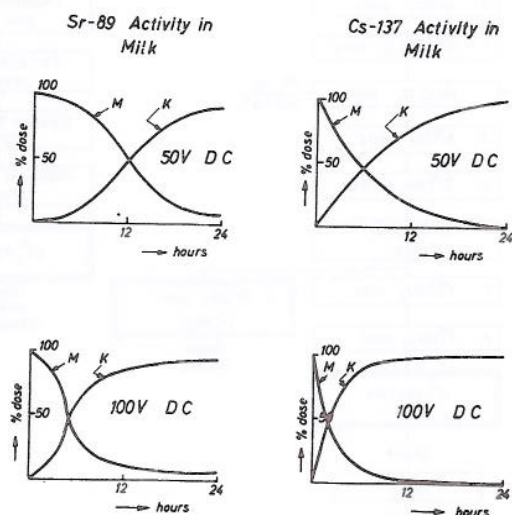 Sr-89 Activity in
Milk
Cs-137 Activity in
Milk
100
M
K
50
50V DC
% dose
12
24
hours
100
M
K
50
50V DC
% dose
12
24
hours
100
M
K
50
100V DC
% dose
12
24
hours
100
M
K
50
100V DC
% dose
12
24
hours